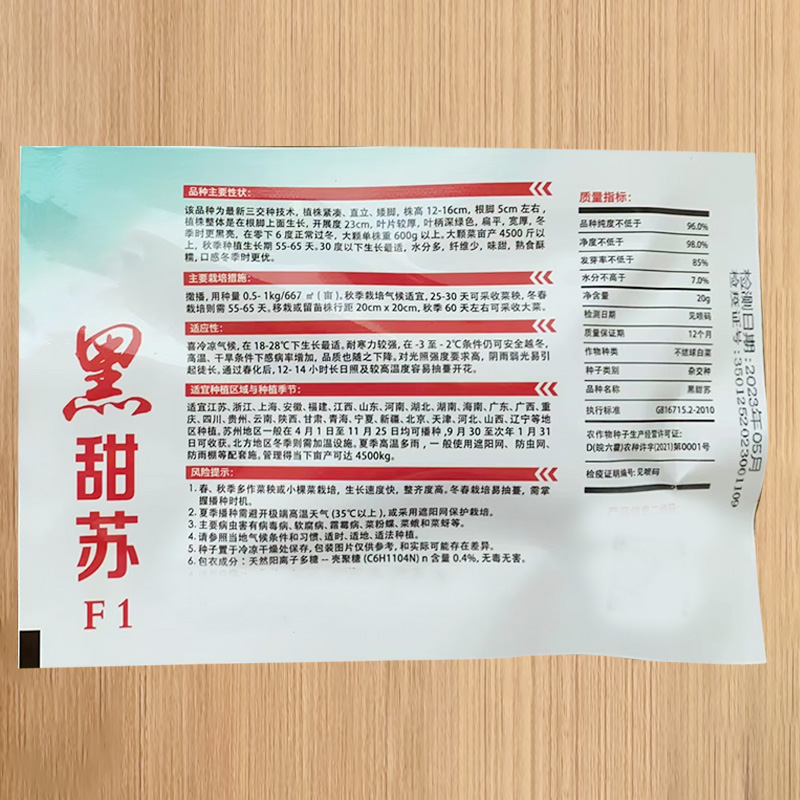 黑甜苏
F1
品种主要性状:
该品种为最新三交种技术,植株紧凑、直立、矮脚,株高12-16cm,根脚5cm左右,
植株整体是在根脚上面生长,开展度23cm,叶片较厚,叶柄深绿色,扁平,宽厚,冬
季时更黑亮,在零下6度正常过冬,大颗单株重600g以上,大颗菜亩产4500斤以
上,秋季种植生长期55-65天,30度以下生长最适,水分多,纤维少,味甜,熟食酥
糯,口感冬季时更优。
主要栽培措施:
撒播,用种量0.5-1kg/667㎡(亩),秋季栽培气候适宜,25-30天可采收菜秧,冬春
栽培则需55-65天。移栽或留苗株行距20cm x 20cm,秋季60天左右可采收大菜。
适应性:
喜冷凉气候,在18-28℃下生长最适。耐寒力较强,在-3至-2℃条件仍可安全越冬。
高温、干旱条件下感病率增加,品质也随之下降。对光照强度要求高,阴雨弱光易引
起徒长。通过春化后,12-14小时长日照及较高温度容易抽薹开花。
适宜种植区域与种植季节:
适宜江苏、浙江、上海、安徽、福建、江西、山东、河南、湖北、湖南、海南、广东、广西、重
庆、四川、贵州、云南、陕西、甘肃、青海、宁夏、新疆、北京、天津、河北、山西、辽宁等地
区种植。苏州地区一般在4月1日至11月25日均可播种,9月30至次年1月31
日可收获。北方地区冬季则需加温设施。夏季高温多雨,一般使用遮阳网、防虫网、
防雨棚等配套施。管理得当下亩产可达4500kg。
风险提示:
1. 春、秋季多作菜秧或小棵菜栽培,生长速度快,整齐度高。冬春栽培易抽薹,需掌
握播种时机。
2. 夏季播种需避开极端高温天气(35℃以上),或采用遮阳网保护栽培。
3. 主要病虫害有病毒病、软腐病、霜霉病、菜粉蝶、菜蛾和菜蚜等。
4. 请参照当地气候条件和习惯、适时、适地、适法种植。
5. 种子置于冷凉干燥处保存,包装图片仅供参考,和实际可能存在差异。
6. 包衣成分:天然阳离子多糖--壳聚糖(C6H1104N)n含量0.4%,无毒无害。
质量指标:
品种纯度不低于 96.0%
净度不低于 98.0%
发芽率不低于 85%
水分不高于 7.0%
净含量 20g
检测日期 见喷码
质量保证期 12个月
作物种类 不结球白菜
种子类别 杂交种
品种名称 黑甜苏
执行标准 GB16715.2-2010
农作物种子生产经营许可证:
D(皖六霍)农种许字(2021)第0001号
检疫证明编号:见喷码
检测日期:2023年05月
检疫证号:3501252023001109